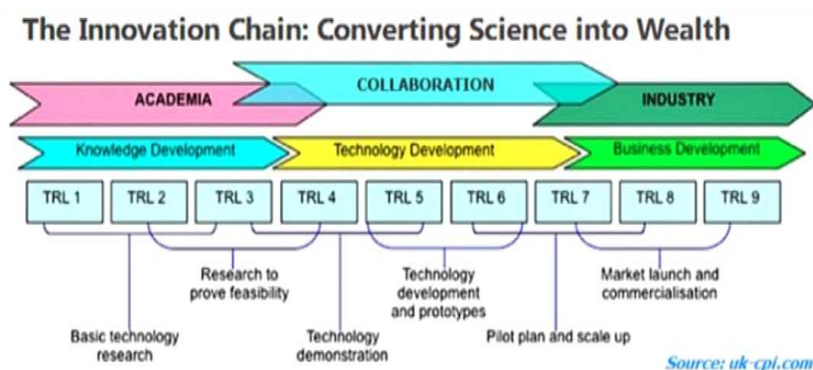 The Innovation Chain: Converting Science into Wealth
COLLABORATION
ACADEMIA
INDUSTRY
Knowledge Development
Technology Development
Business Development
TRL 1
TRL 2
TRL 3
TRL 4
TRL 5
TRL 6
TRL 7
TRL 8
TRL 9
Research to
prove feasibility
Technology
development
and prototypes
Market launch and
commercialisation
Basic technology
research
Technology
demonstration
Pilot plan and scale up
Source: uk-cpi.com